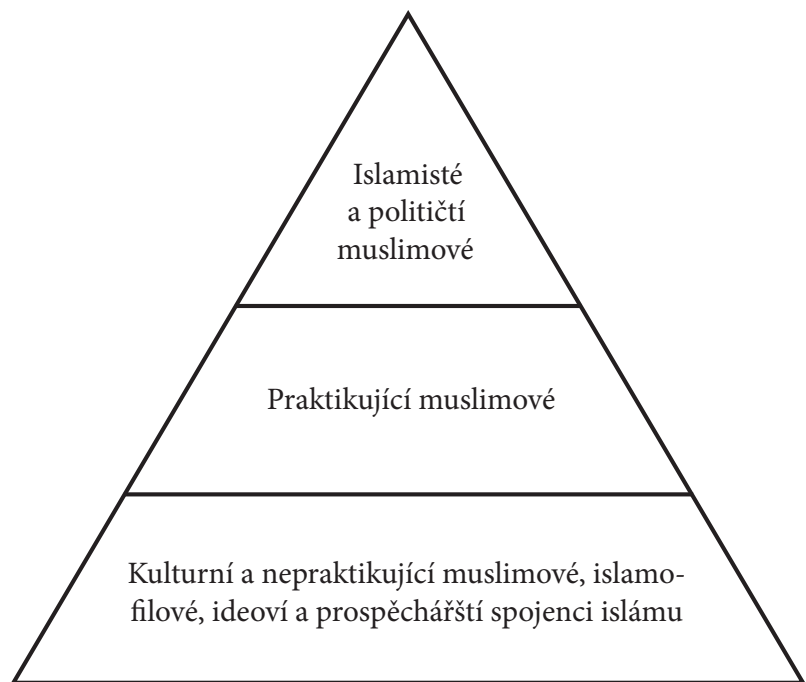 Islamisté
a političtí
muslimové
Praktikující muslimové
Kulturní a nepraktikující muslimové, islamo-
filové, ideoví a prospěchářští spojenci islámu